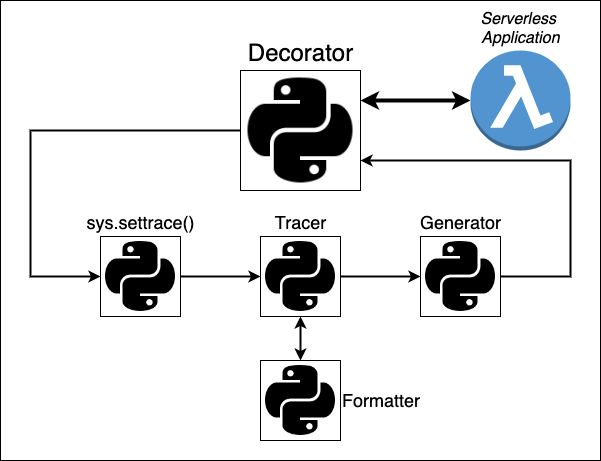 Serverless
Application
Decorator
sys.settrace()
Tracer
Generator
Formatter